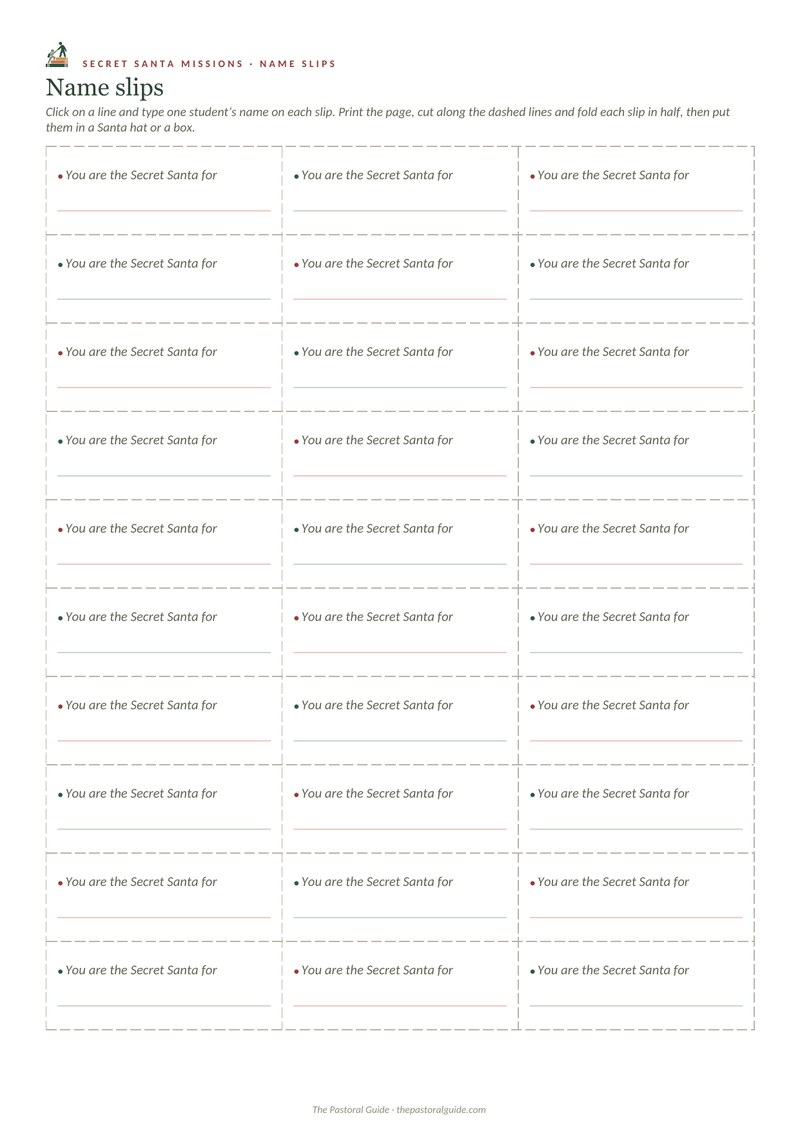 SECRET SANTA MISSIONS · NAME SLIPS
Name slips
Click on a line and type one student's name on each slip. Print the page, cut along the dashed lines and fold each slip in half, then put
them in a Santa hat or a box.
• You are the Secret Santa for • You are the Secret Santa for • You are the Secret Santa for
• You are the Secret Santa for • You are the Secret Santa for • You are the Secret Santa for
• You are the Secret Santa for • You are the Secret Santa for • You are the Secret Santa for
• You are the Secret Santa for • You are the Secret Santa for • You are the Secret Santa for
• You are the Secret Santa for • You are the Secret Santa for • You are the Secret Santa for
• You are the Secret Santa for • You are the Secret Santa for • You are the Secret Santa for
• You are the Secret Santa for • You are the Secret Santa for • You are the Secret Santa for
• You are the Secret Santa for • You are the Secret Santa for • You are the Secret Santa for
• You are the Secret Santa for • You are the Secret Santa for • You are the Secret Santa for
• You are the Secret Santa for • You are the Secret Santa for • You are the Secret Santa for
The Pastoral Guide · thepastoralguide.com